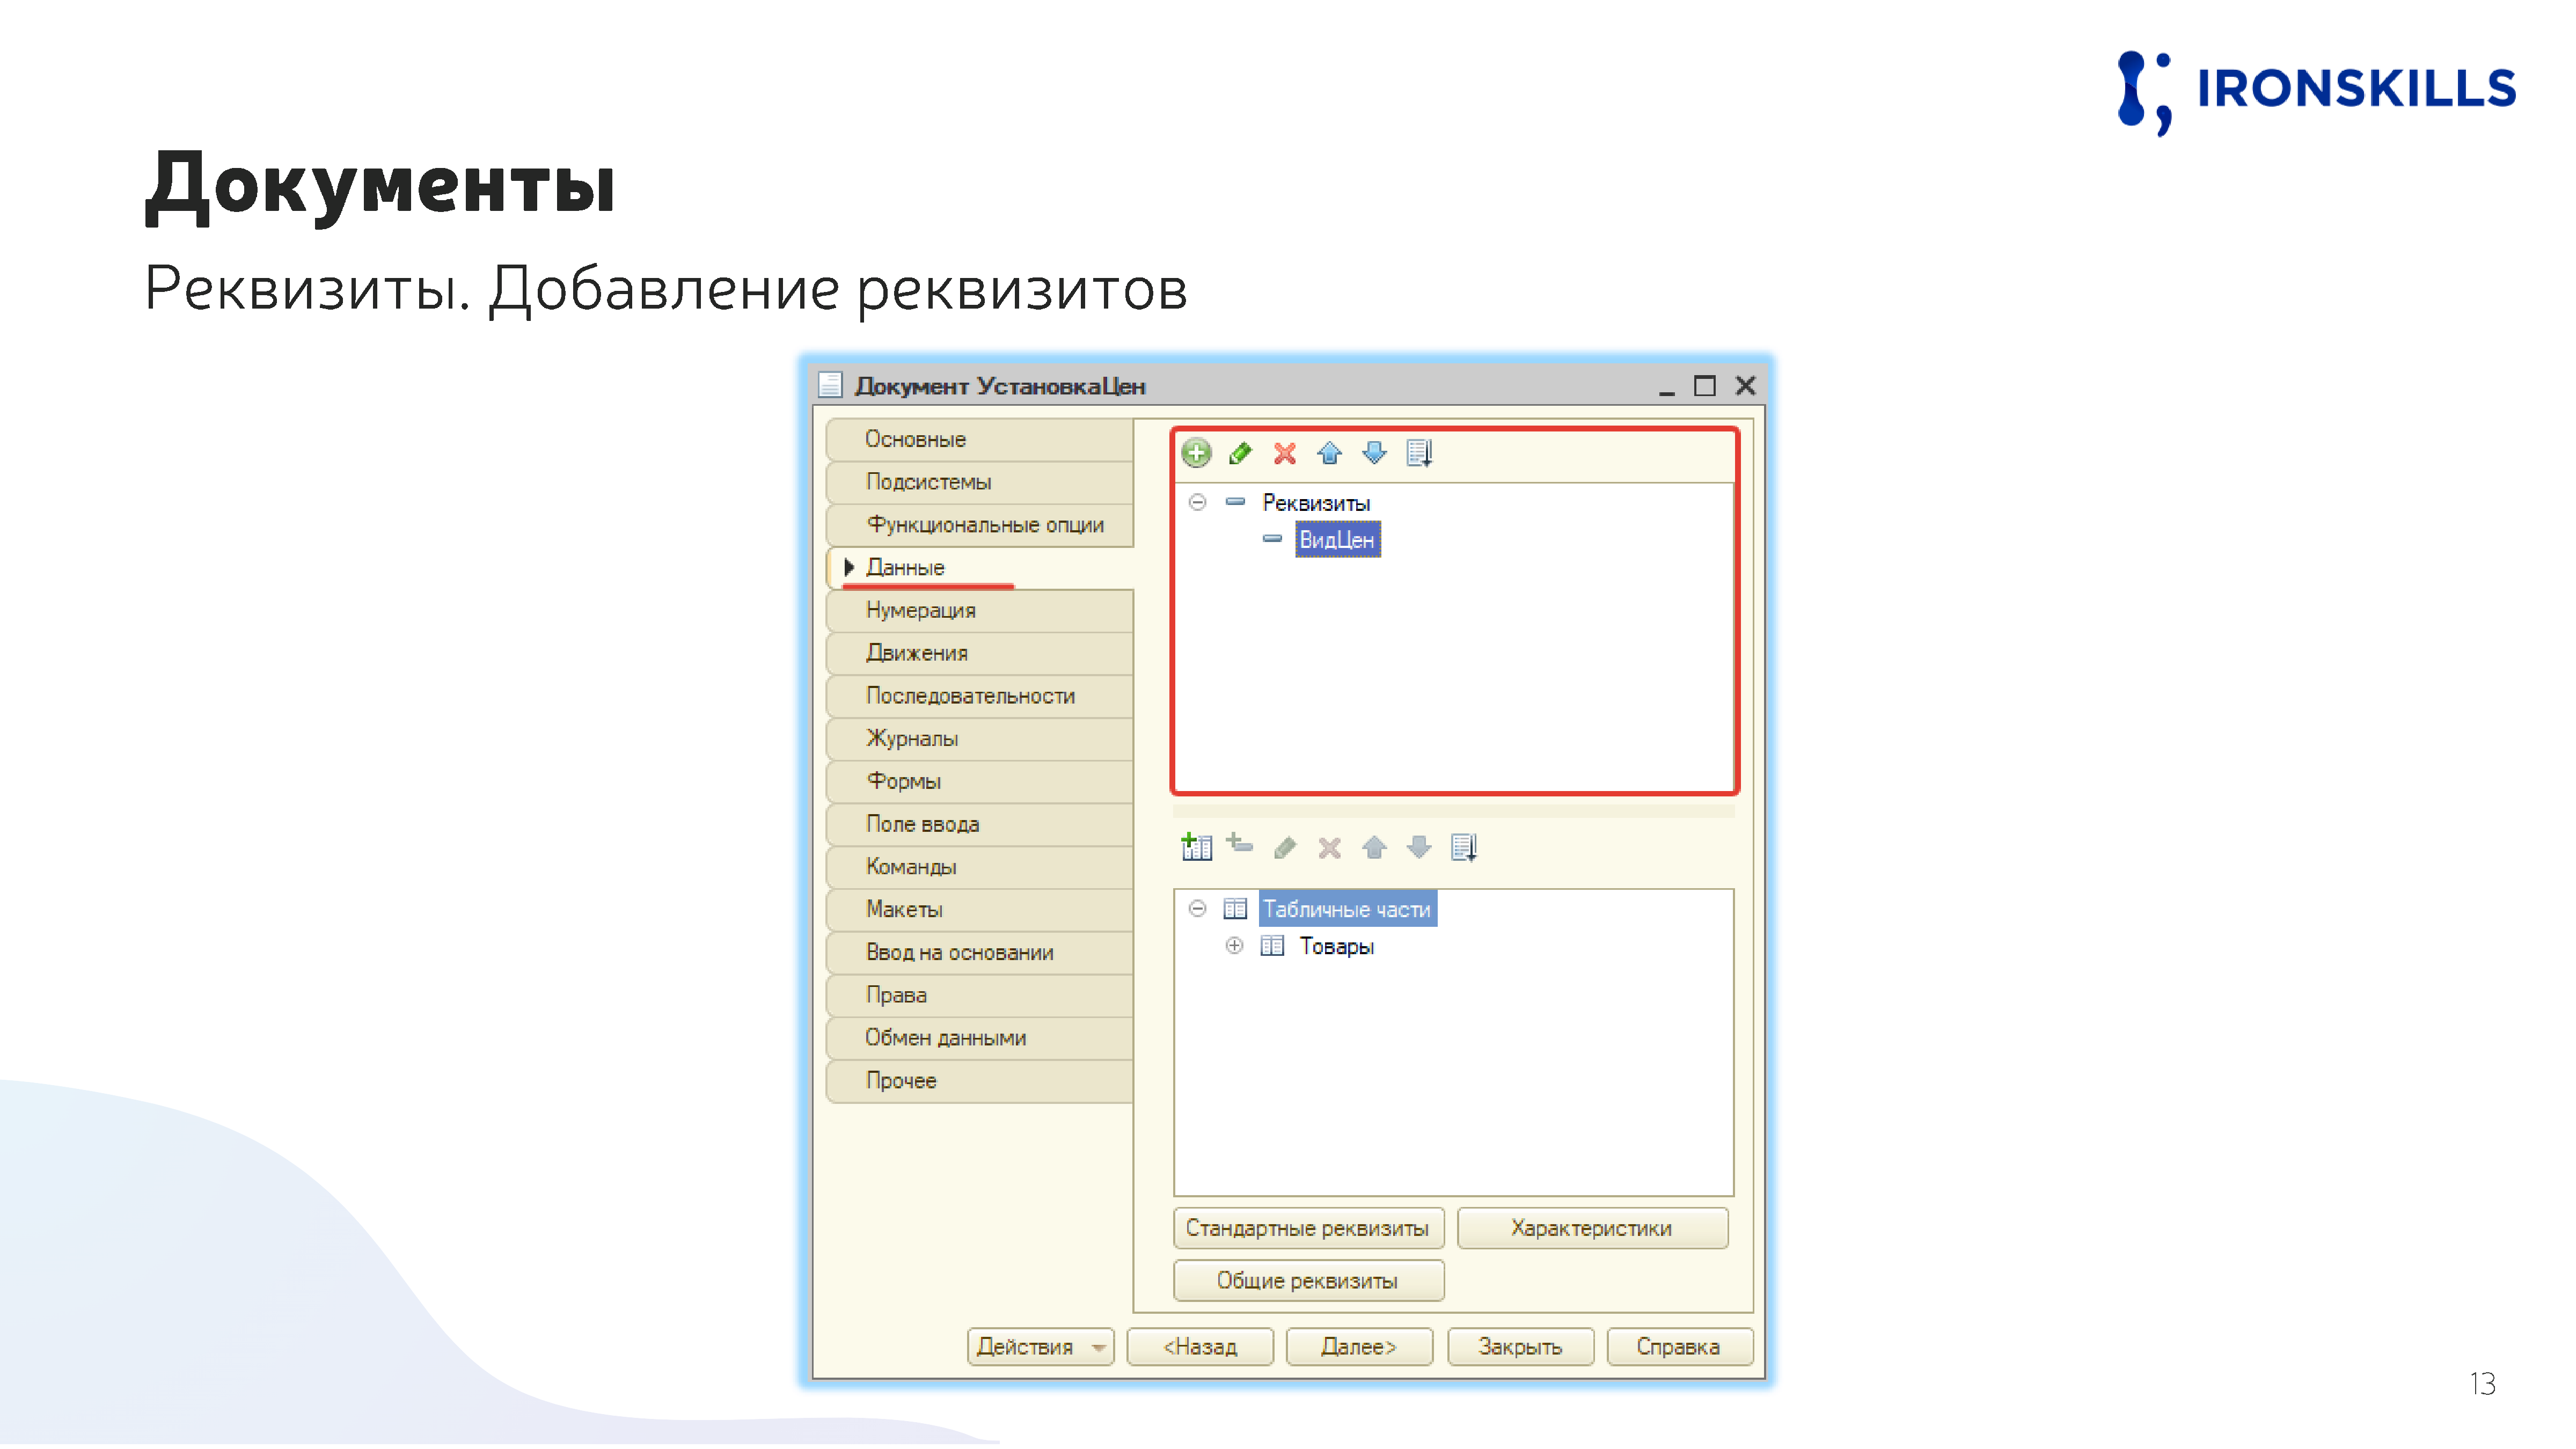 IRONSKILLS
Документы
Реквизиты. Добавление реквизитов
Документ УстановкаЦен
Основные
Подсистемы
Функциональные опции
Данные
Нумерация
Движения
Последовательности
Журналы
Формы
Поле ввода
Команды
Макеты
Ввод на основании
Права
Обмен данными
Прочее
Реквизиты
ВидЦен
Табличные части
Товары
Стандартные реквизиты
Характеристики
Общие реквизиты
Действия
<Назад
Далее>
Закрыть
Справка
13